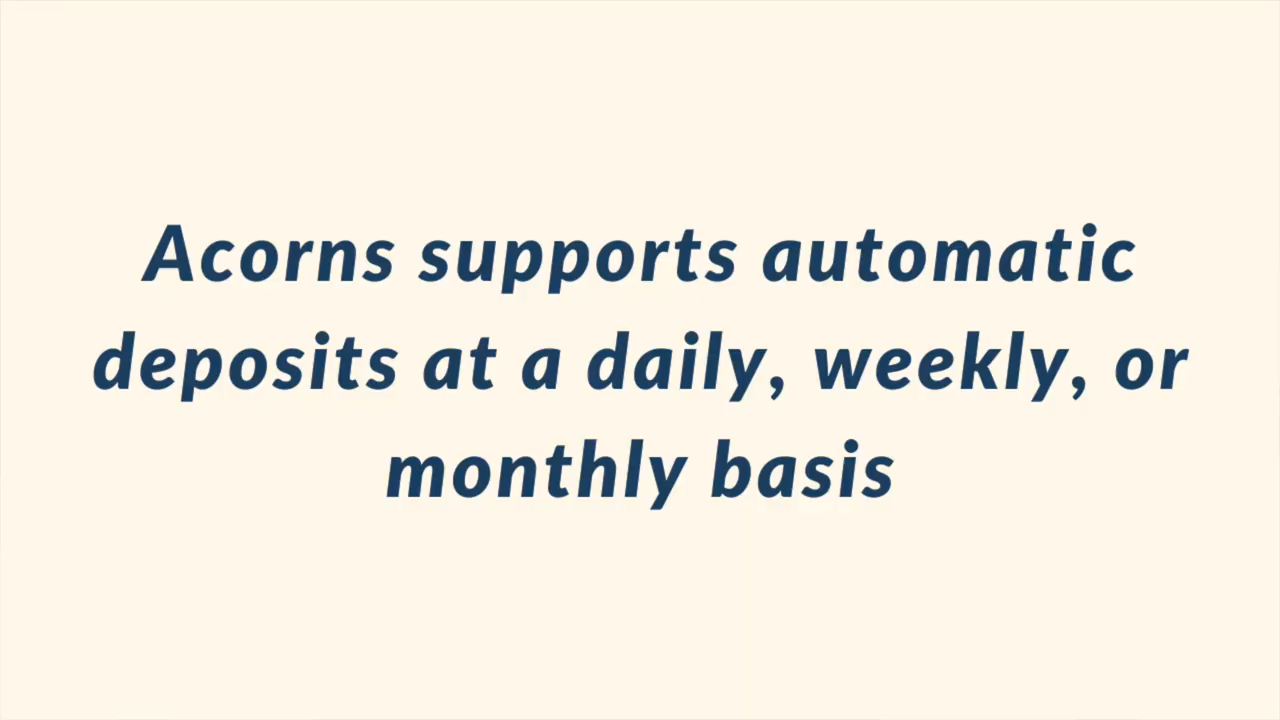 Acorns supports automatic
deposits at a daily, weekly, or
monthly basis